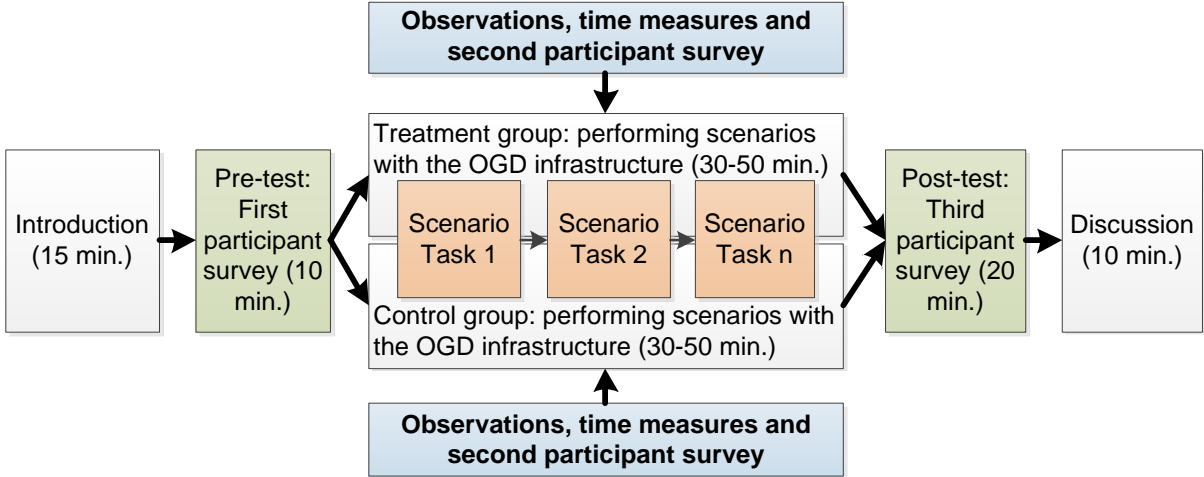 Observations, time measures and
second participant survey
Introduction
(15 min.)
Pre-test:
First
participant
survey (10
min.)
Treatment group: performing scenarios
with the OGD infrastructure (30-50 min.)
Scenario
Task 1
Scenario
Task 2
Scenario
Task n
Control group: performing scenarios with
the OGD infrastructure (30-50 min.)
Post-test:
Third
participant
survey (20
min.)
Discussion
(10 min.)
Observations, time measures and
second participant survey